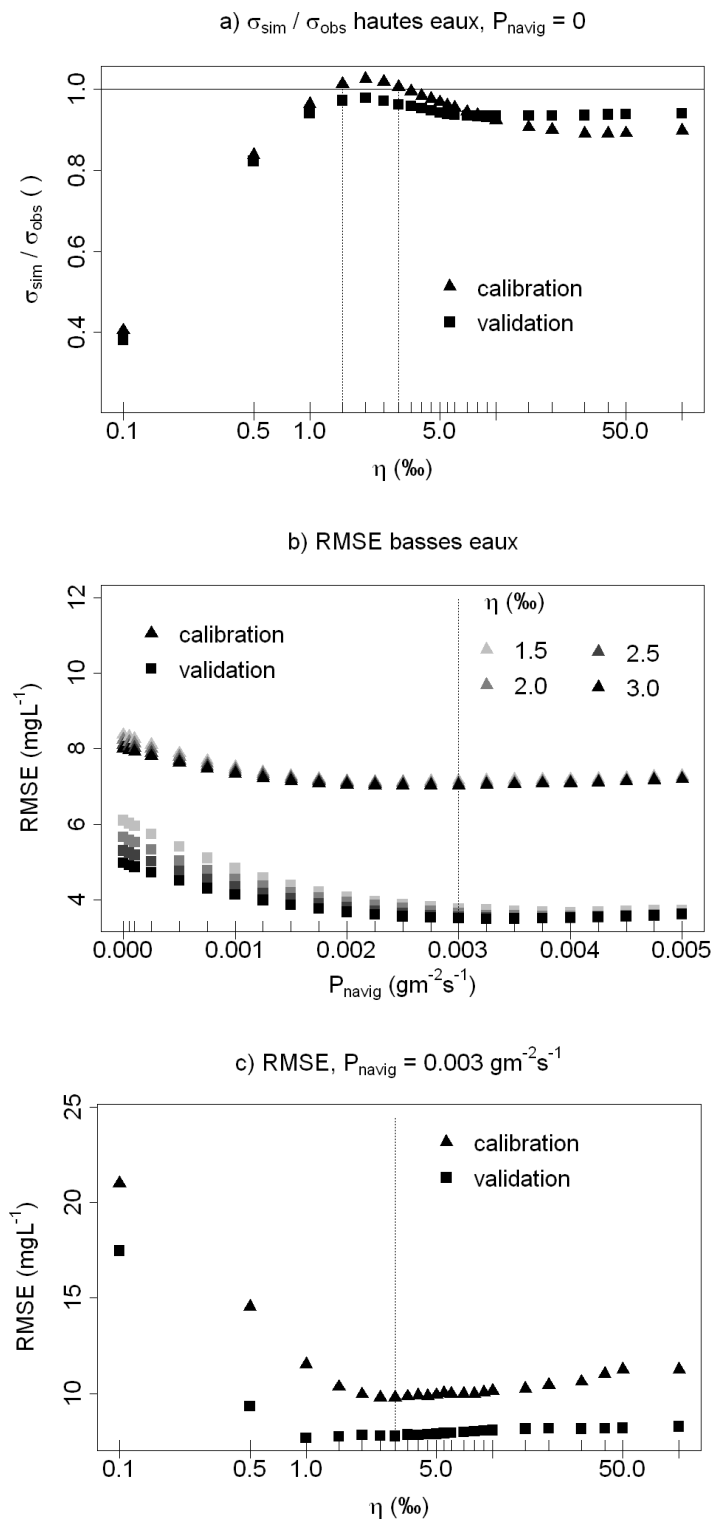 a) σsim / σobs hautes eaux, Pnavig = 0
σsim / σobs ( )
1.0
0.8
0.6
0.4
calibration
validation
0.1 0.5 1.0 5.0 50.0
η (‰)
b) RMSE basses eaux
RMSE (mgL-1)
12
10
8
6
4
calibration
validation
η (‰)
1.5 2.5
2.0 3.0
0.000 0.001 0.002 0.003 0.004 0.005
Pnavig (gm-2s-1)
c) RMSE, Pnavig = 0.003 gm-2s-1
RMSE (mgL-1)
25
20
15
10
calibration
validation
0.1 0.5 1.0 5.0 50.0
η (‰)